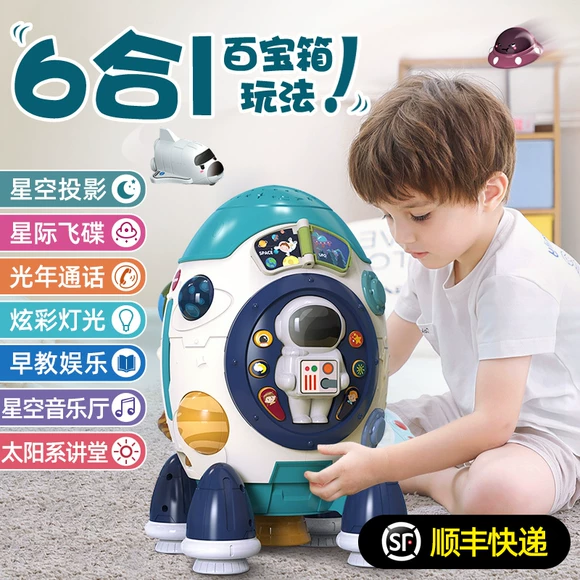 6合1
百宝箱
玩法!
星空投影
星际飞碟
光年通话
炫彩灯光
早教娱乐
星空音乐厅
太阳系讲堂
SPACE
SF 顺丰快递